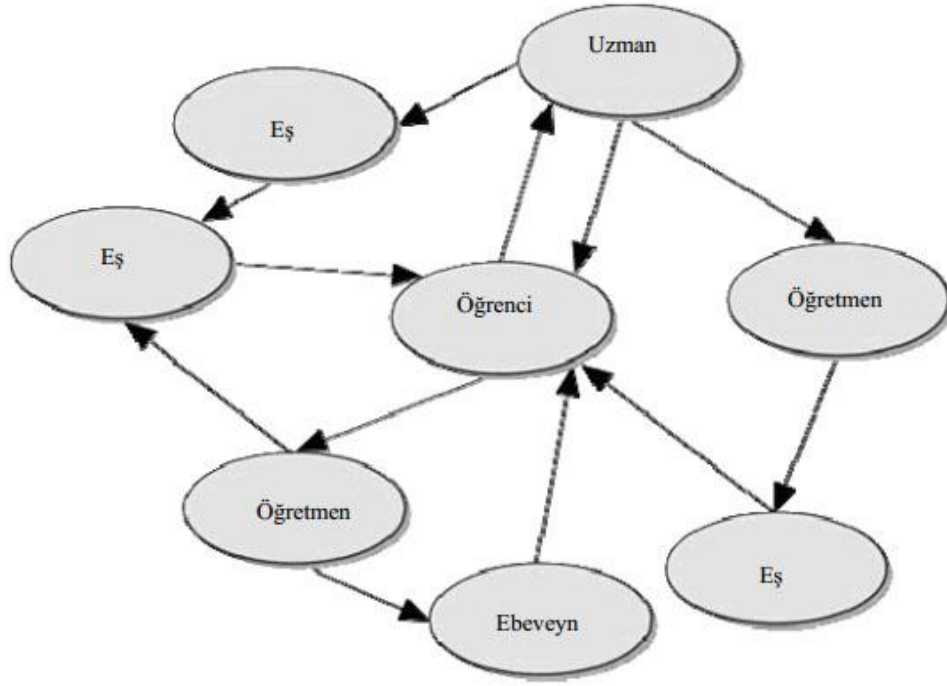 Uzman
Eş
Eş
Öğrenci
Öğretmen
Öğretmen
Eş
Ebeveyn